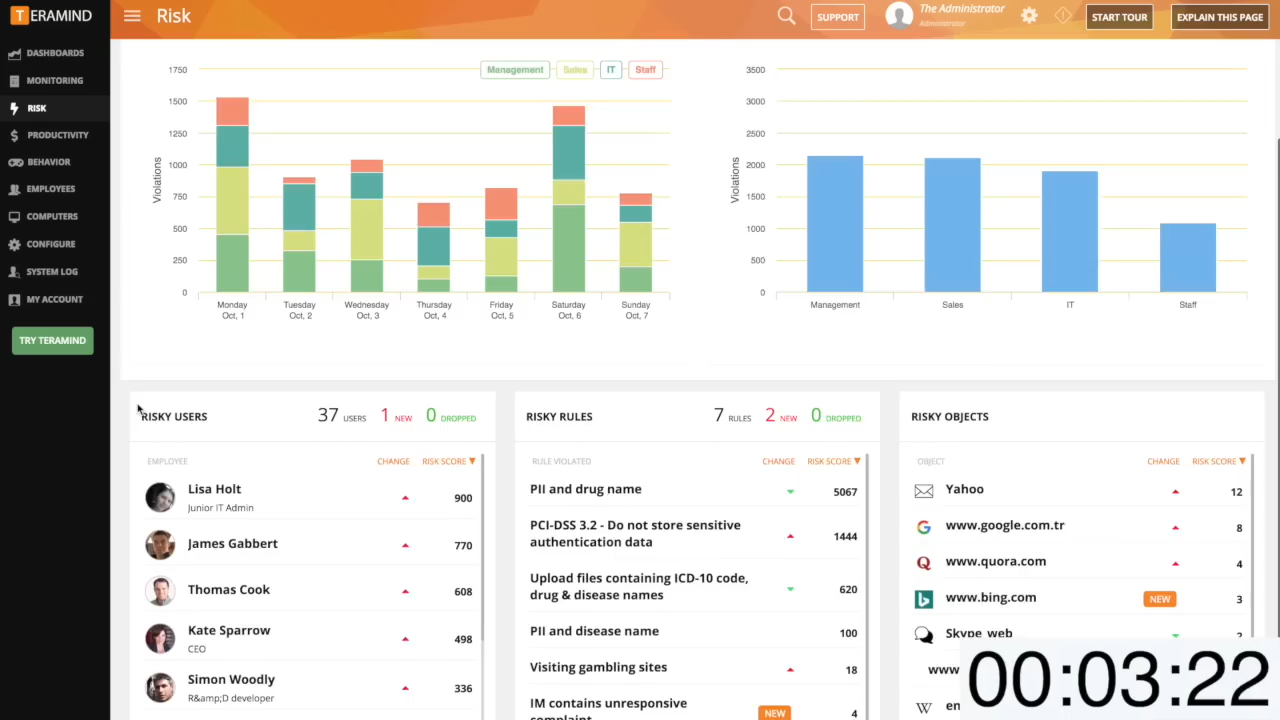 TERAMIND
Risk
SUPPORT
The Administrator
Administrator
START TOUR
EXPLAIN THIS PAGE
DASHBOARDS
MONITORING
RISK
PRODUCTIVITY
BEHAVIOR
EMPLOYEES
COMPUTERS
CONFIGURE
SYSTEM LOG
MY ACCOUNT
TRY TERAMIND
Management Sales IT Staff
Violations
1750
1500
1250
1000
750
500
250
0
Monday Tuesday Wednesday Thursday Friday Saturday Sunday
Oct, 1 Oct, 2 Oct, 3 Oct, 4 Oct, 5 Oct, 6 Oct, 7
Violations
3500
3000
2500
2000
1500
1000
500
0
Management Sales IT Staff
RISKY USERS 37 USERS 1 NEW 0 DROPPED
EMPLOYEE CHANGE RISK SCORE
Lisa Holt 900
Junior IT Admin
James Gabbert 770
Thomas Cook 608
Kate Sparrow 498
CEO
Simon Woodly 336
R&amp;D developer
RISKY RULES 7 RULES 2 NEW 0 DROPPED
RULE VIOLATED CHANGE RISK SCORE
PII and drug name 5067
PCI-DSS 3.2 - Do not store sensitive
authentication data 1444
Upload files containing ICD-10 code,
drug & disease names 620
PII and disease name 100
Visiting gambling sites 18
IM contains unresponsive
complaint NEW 4
RISKY OBJECTS
OBJECT CHANGE RISK SCORE
Yahoo 12
www.google.com.tr 8
www.quora.com 4
www.bing.com NEW 3
Skype web 2
www
en
00:03:22